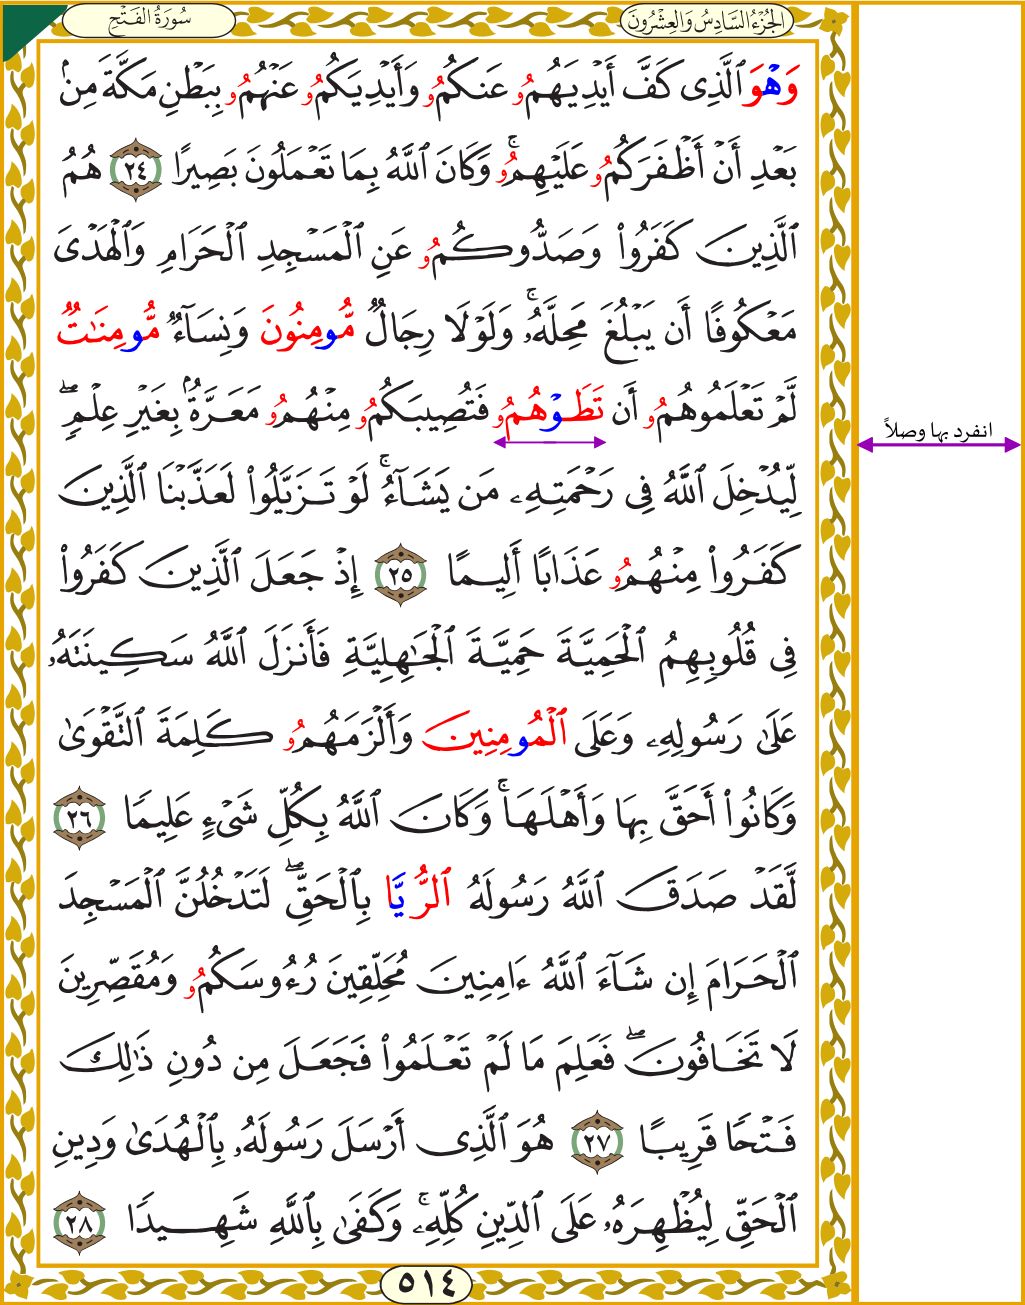 سُورَةُ الفَتْحِ
الجُزْءُ السَّادِسُ وَالعِشْرُونَ
وَهْوَ ٱلَّذِى كَفَّ أَيْدِيَهُمُۥ عَنكُمُۥ وَأَيْدِيَكُمُۥ عَنْهُمُۥ بِبَطْنِ مَكَّةَ مِنۢ
بَعْدِ أَنْ أَظْفَرَكُمُۥ عَلَيْهِمُۥۚ وَكَانَ ٱللَّهُ بِمَا تَعْمَلُونَ بَصِيرًا ٢٤ هُمُ
ٱلَّذِينَ كَفَرُوا۟ وَصَدُّوكُمُۥ عَنِ ٱلْمَسْجِدِ ٱلْحَرَامِ وَٱلْهَدْىَ
مَعْكُوفًا أَن يَبْلُغَ مَحِلَّهُۥۚ وَلَوْلَا رِجَالٌ مُّومِنُونَ وَنِسَآءٌ مُّومِنَٰتٌ
لَّمْ تَعْلَمُوهُمُۥ أَن تَطَوْهُمُۥ فَتُصِيبَكُمُۥ مِنْهُمُۥ مَعَرَّةٌۢ بِغَيْرِ عِلْمٍۖ
لِّيُدْخِلَ ٱللَّهُ فِى رَحْمَتِهِۦ مَن يَشَآءُۚ لَوْ تَزَيَّلُوا۟ لَعَذَّبْنَا ٱلَّذِينَ
كَفَرُوا۟ مِنْهُمُۥ عَذَابًا أَلِيمًا ٢٥ إِذْ جَعَلَ ٱلَّذِينَ كَفَرُوا۟
فِى قُلُوبِهِمُ ٱلْحَمِيَّةَ حَمِيَّةَ ٱلْجَٰهِلِيَّةِ فَأَنزَلَ ٱللَّهُ سَكِينَتَهُۥ
عَلَىٰ رَسُولِهِۦ وَعَلَى ٱلْمُومِنِينَ وَأَلْزَمَهُمُۥ كَلِمَةَ ٱلتَّقْوَىٰ
وَكَانُوٓا۟ أَحَقَّ بِهَا وَأَهْلَهَاۚ وَكَانَ ٱللَّهُ بِكُلِّ شَىْءٍ عَلِيمًا ٢٦
لَّقَدْ صَدَقَ ٱللَّهُ رَسُولَهُ ٱلرُّيَّا بِٱلْحَقِّۖ لَتَدْخُلُنَّ ٱلْمَسْجِدَ
ٱلْحَرَامَ إِن شَآءَ ٱللَّهُ ءَامِنِينَ مُحَلِّقِينَ رُءُوسَكُمُۥ وَمُقَصِّرِينَ
لَا تَخَافُونَۖ فَعَلِمَ مَا لَمْ تَعْلَمُوا۟ فَجَعَلَ مِن دُونِ ذَٰلِكَ
فَتْحًا قَرِيبًا ٢٧ هُوَ ٱلَّذِىٓ أَرْسَلَ رَسُولَهُۥ بِٱلْهُدَىٰ وَدِينِ
ٱلْحَقِّ لِيُظْهِرَهُۥ عَلَى ٱلدِّينِ كُلِّهِۦۚ وَكَفَىٰ بِٱللَّهِ شَهِيدًا ٢٨
انفرد بها وصلاً
٥١٤